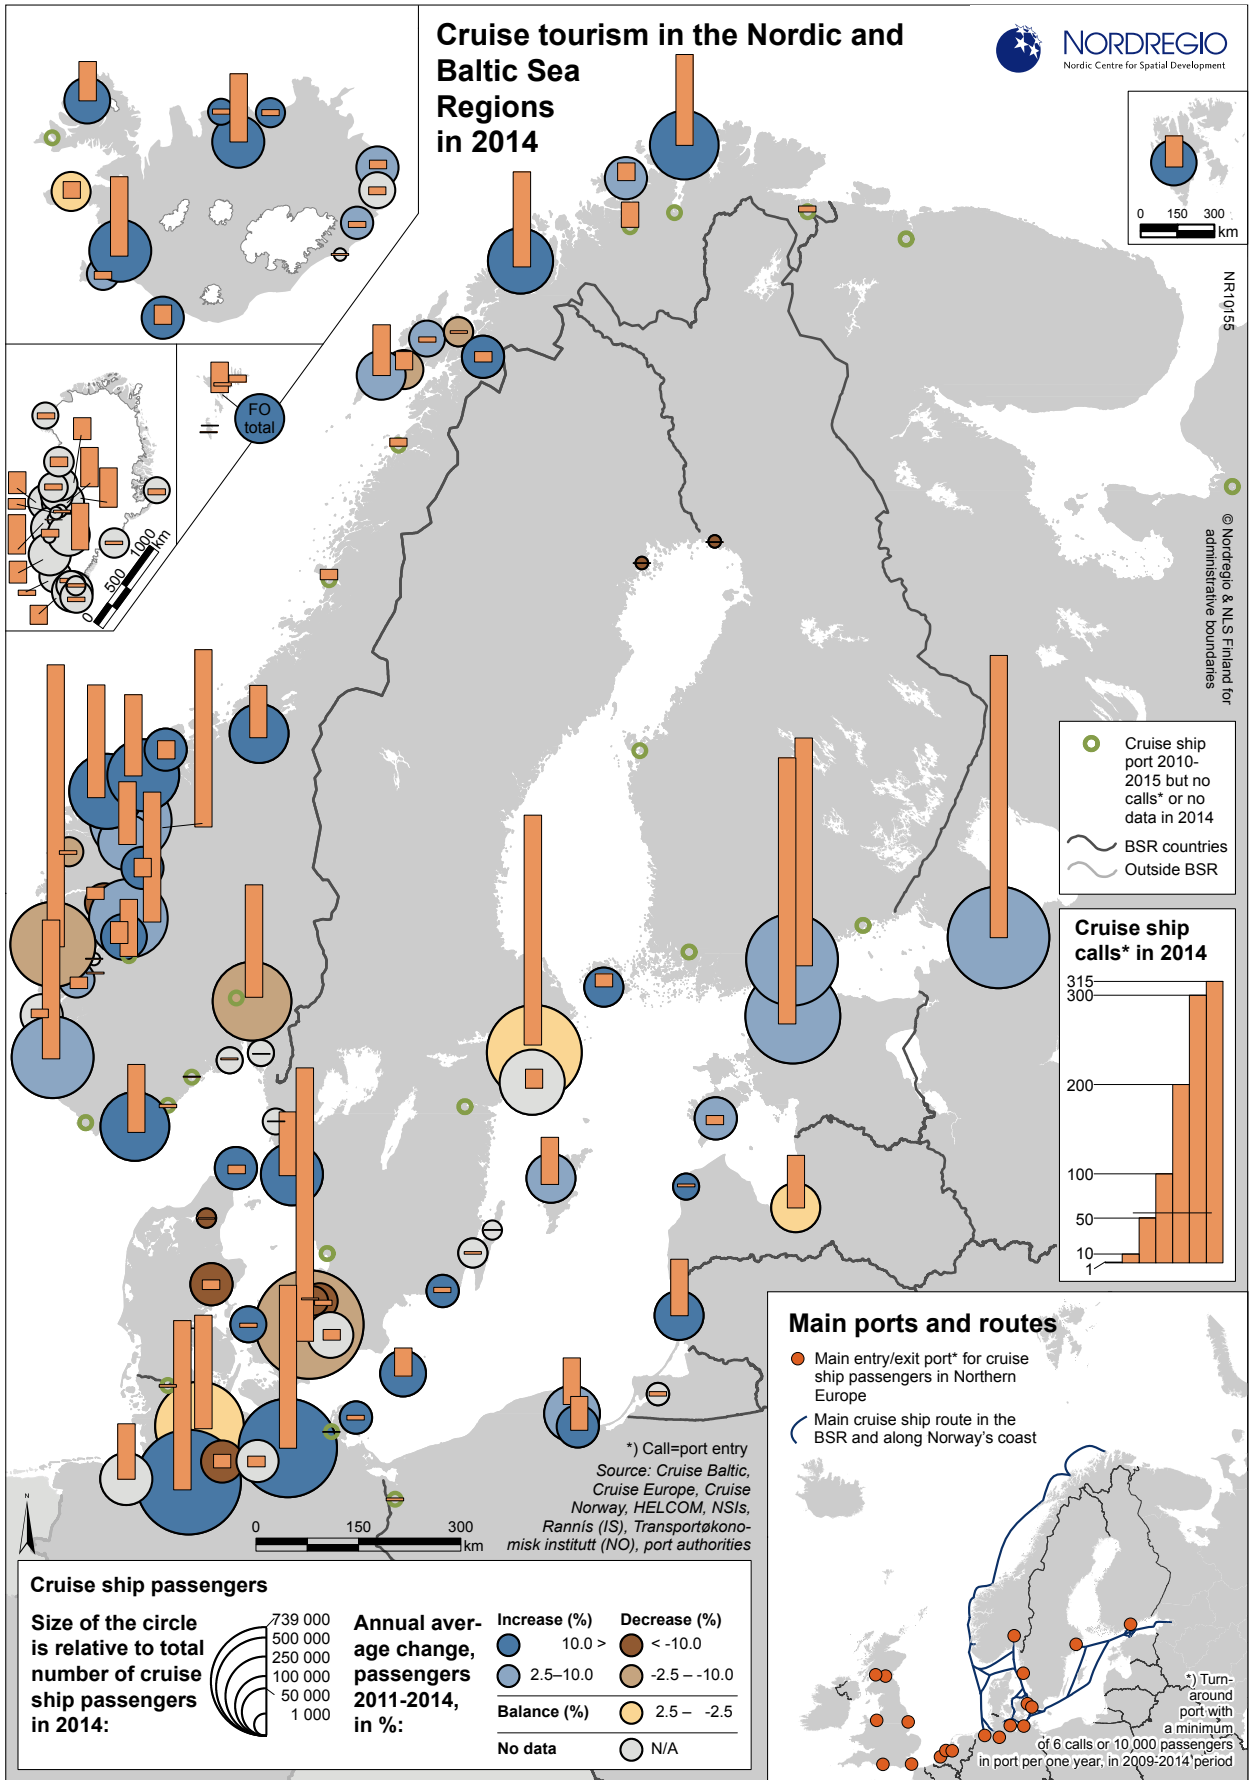 Cruise tourism in the Nordic and
Baltic Sea
Regions
in 2014
NORDREGIO
Nordic Centre for Spatial Development
0 150 300
km
NR10155
FO
total
=
0 500 1000
km
© Nordregio & NLS Finland for
administrative boundaries
Cruise ship
port 2010-
2015 but no
calls* or no
data in 2014
BSR countries
Outside BSR
Cruise ship
calls* in 2014
315
300
200
100
50
10
1
Main ports and routes
Main entry/exit port* for cruise
ship passengers in Northern
Europe
Main cruise ship route in the
BSR and along Norway's coast
*) Turn-
around
port with
a minimum
of 6 calls or 10 000 passengers
in port per one year, in 2009-2014 period
*) Call=port entry
Source: Cruise Baltic,
Cruise Europe, Cruise
Norway, HELCOM, NSIs,
Rannís (IS), Transportøkono-
misk institutt (NO), port authorities
N
0 150 300
km
Cruise ship passengers
Size of the circle
is relative to total
number of cruise
ship passengers
in 2014:
739 000
500 000
250 000
100 000
50 000
1 000
Annual aver-
age change,
passengers
2011-2014,
in %:
Increase (%) Decrease (%)
10.0 > < -10.0
2.5–10.0 -2.5 – -10.0
Balance (%) 2.5 – -2.5
No data N/A